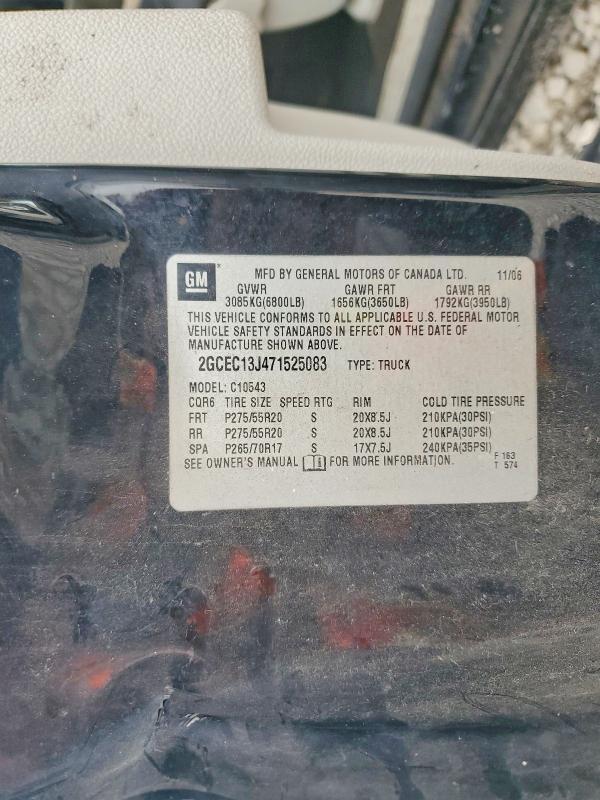 GM
MFD BY GENERAL MOTORS OF CANADA LTD. 11/06
GVWR GAWR FRT GAWR RR
3085KG(6800LB) 1656KG(3650LB) 1792KG(3950LB)
THIS VEHICLE CONFORMS TO ALL APPLICABLE U.S. FEDERAL MOTOR
VEHICLE SAFETY STANDARDS IN EFFECT ON THE DATE OF
MANUFACTURE SHOWN ABOVE.
2GCEC13J471525083 TYPE: TRUCK
MODEL: C10543
CQR6 TIRE SIZE SPEED RTG RIM COLD TIRE PRESSURE
FRT P275/55R20 S 20X8.5J 210KPA(30PSI)
RR P275/55R20 S 20X8.5J 210KPA(30PSI)
SPA P265/70R17 S 17X7.5J 240KPA(35PSI)
SEE OWNER'S MANUAL FOR MORE INFORMATION.
F 163
T 574